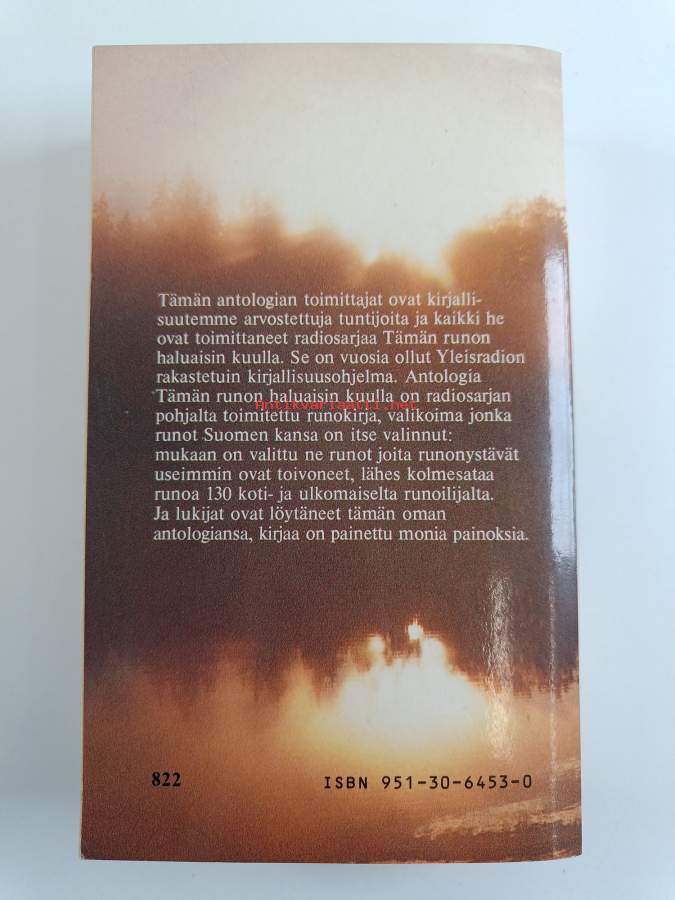 Tämän antologian toimittajat ovat kirjalli-
suutemme arvostettuja tuntijoita ja kaikki he
ovat toimittaneet radiosarjaa Tämän runon
haluaisin kuulla. Se on vuosia ollut Yleisradion
rakastetuin kirjallisuusohjelma. Antologia
Tämän runon haluaisin kuulla on radiosarjan
Antikvariaatti.net
pohjalta toimitettu runokirja, valikoima jonka
runot Suomen kansa on itse valinnut:
mukaan on valittu ne runot joita runonystävät
useimmin ovat toivoneet, lähes kolmesataa
runoa 130 koti- ja ulkomaiselta runoilijalta.
Ja lukijat ovat löytäneet tämän oman
antologiansa, kirjaa on painettu monia painoksia.
822
ISBN 951-30-6453-0